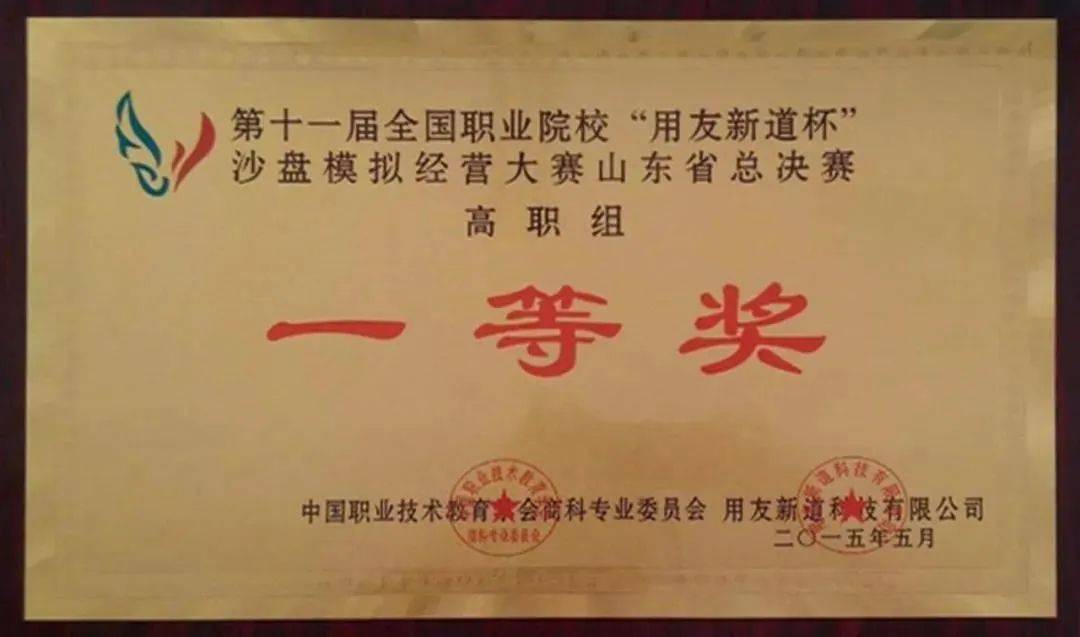 第十一届全国职业院校“用友新道杯”
沙盘模拟经营大赛山东省总决赛
高职组
一等奖
中国职业技术教育学会商科专业委员会 用友新道科技有限公司
二〇一五年五月